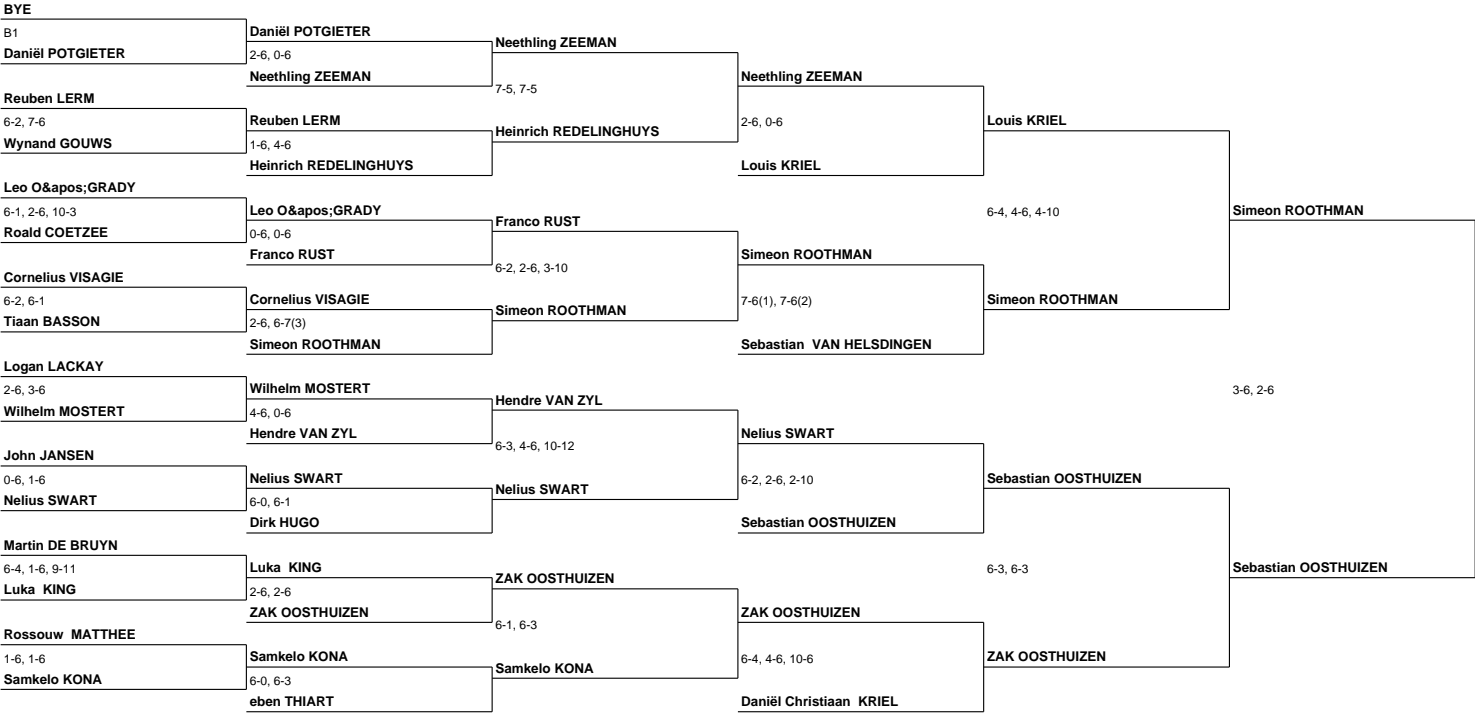 BYE
B1
Daniël POTGIETER
Reuben LERM
6-2, 7-6
Wynand GOUWS
Leo O&apos;GRADY
6-1, 2-6, 10-3
Roald COETZEE
Cornelius VISAGIE
6-2, 6-1
Tiaan BASSON
Logan LACKAY
2-6, 3-6
Wilhelm MOSTERT
John JANSEN
0-6, 1-6
Nelius SWART
Martin DE BRUYN
6-4, 1-6, 9-11
Luka  KING
Rossouw  MATTHEE
1-6, 1-6
Samkelo KONA
Daniël POTGIETER
2-6, 0-6
Neethling ZEEMAN
Reuben LERM
1-6, 4-6
Heinrich REDELINGHUYS
Leo O&apos;GRADY
0-6, 0-6
Franco RUST
Cornelius VISAGIE
2-6, 6-7(3)
Simeon ROOTHMAN
Wilhelm MOSTERT
4-6, 0-6
Hendre VAN ZYL
Nelius SWART
6-0, 6-1
Dirk HUGO
Luka  KING
2-6, 2-6
ZAK OOSTHUIZEN
Samkelo KONA
6-0, 6-3
eben THIART
Neethling ZEEMAN
7-5, 7-5
Heinrich REDELINGHUYS
Franco RUST
6-2, 2-6, 3-10
Simeon ROOTHMAN
Hendre VAN ZYL
6-3, 4-6, 10-12
Nelius SWART
ZAK OOSTHUIZEN
6-1, 6-3
Samkelo KONA
Neethling ZEEMAN
2-6, 0-6
Louis KRIEL
Simeon ROOTHMAN
7-6(1), 7-6(2)
Sebastian  VAN HELSDINGEN
Nelius SWART
6-2, 2-6, 2-10
Sebastian OOSTHUIZEN
ZAK OOSTHUIZEN
6-4, 4-6, 10-6
Daniël Christiaan  KRIEL
Louis KRIEL
6-4, 4-6, 4-10
Simeon ROOTHMAN
Sebastian OOSTHUIZEN
6-3, 6-3
ZAK OOSTHUIZEN
Simeon ROOTHMAN
3-6, 2-6
Sebastian OOSTHUIZEN